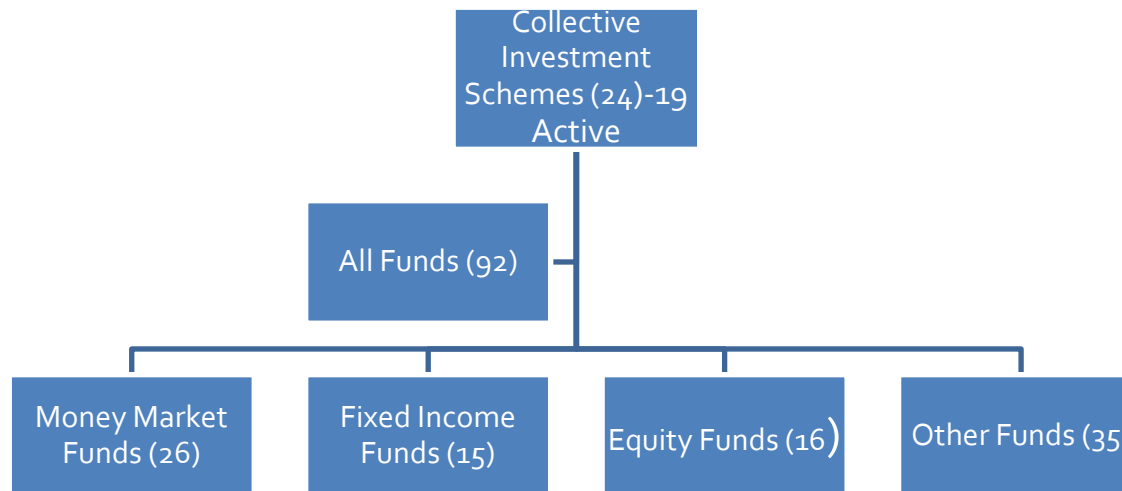 Collective
Investment
Schemes (24)-19
Active
All Funds (92)
Money Market
Funds (26)
Fixed Income
Funds (15)
Equity Funds (16)
Other Funds (35